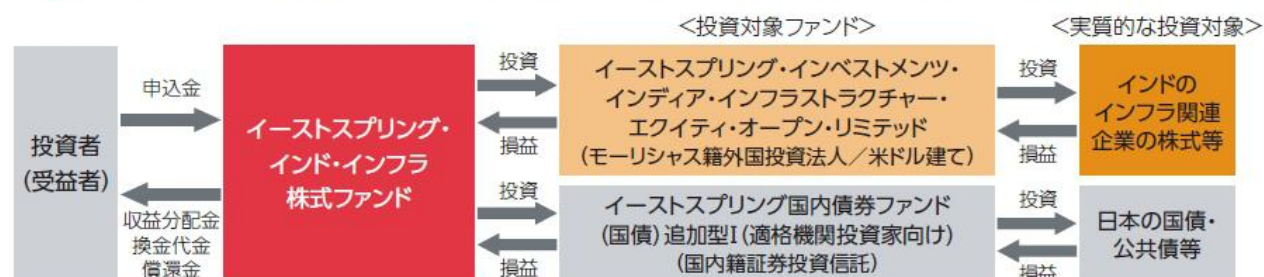 <投資対象ファンド>
<実質的な投資対象>
投資者
(受益者)
申込金
収益分配金
換金代金
償還金
イーストスプリング・
インド・インフラ
株式ファンド
投資
損益
イーストスプリング・インベストメンツ・
インディア・インフラストラクチャー・
エクイティ・オープン・リミテッド
(モーリシャス籍外国投資法人/米ドル建て)
投資
損益
インドの
インフラ関連
企業の株式等
投資
損益
イーストスプリング国内債券ファンド
(国債)追加型I(適格機関投資家向け)
(国内籍証券投資信託)
投資
損益
日本の国債・
公共債等